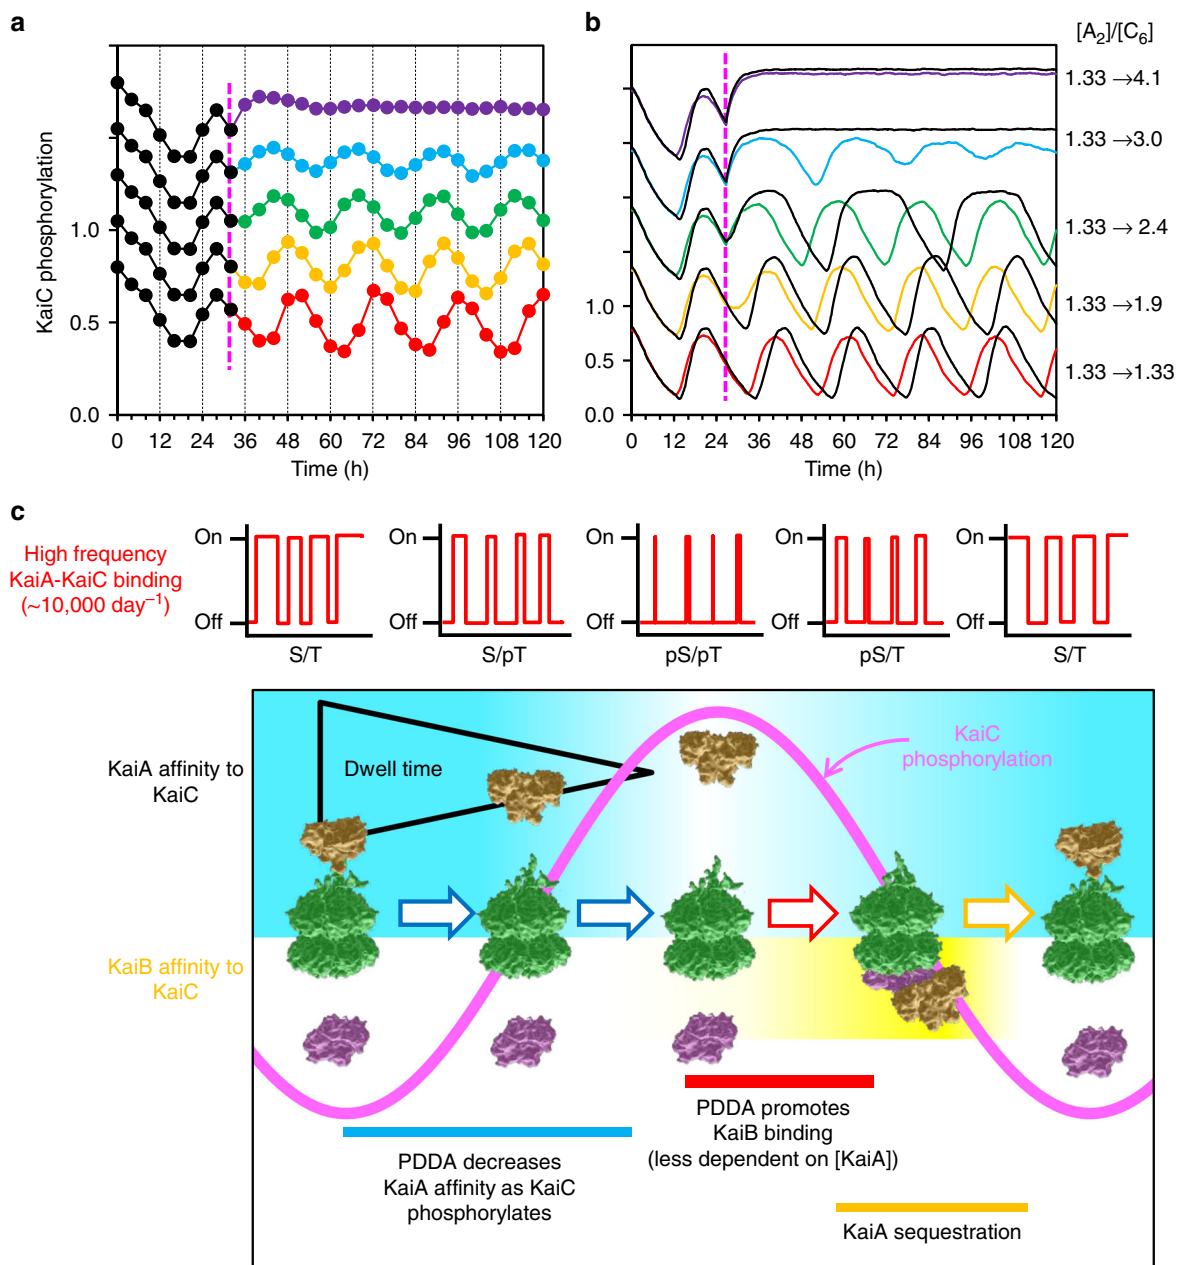 a
KaiC phosphorylation
1.0
0.5
0.0
0 12 24 36 48 60 72 84 96 108 120
Time (h)
b
[A2]/[C6]
1.33 →4.1
1.33 →3.0
1.33 → 2.4
1.33 →1.9
1.33 →1.33
1.0
0.5
0.0
0 12 24 36 48 60 72 84 96 108 120
Time (h)
c
High frequency
KaiA-KaiC binding
(~10,000 day⁻¹)
On
Off
S/T
On
Off
S/pT
On
Off
pS/pT
On
Off
pS/T
On
Off
S/T
KaiA affinity to
KaiC
Dwell time
KaiC
phosphorylation
KaiB affinity to
KaiC
PDDA decreases
KaiA affinity as KaiC
phosphorylates
PDDA promotes
KaiB binding
(less dependent on [KaiA])
KaiA sequestration